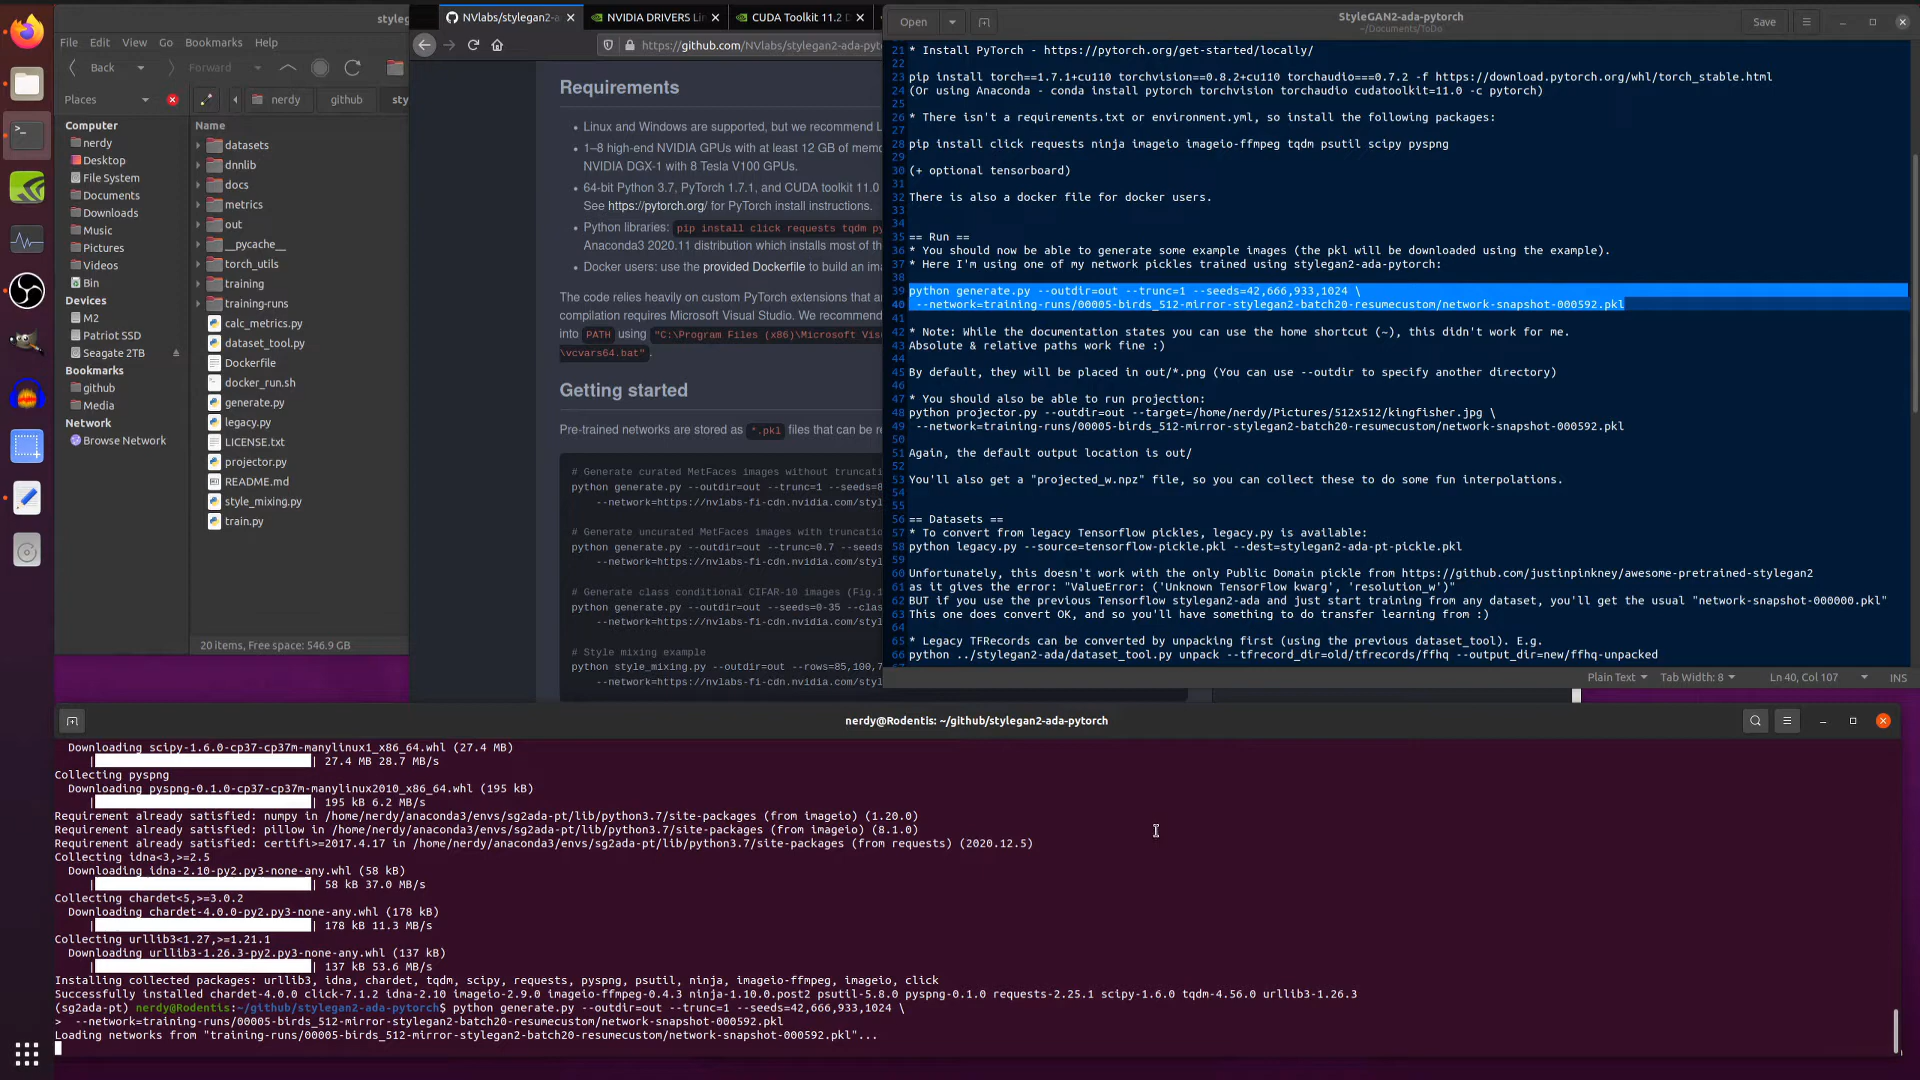 styleg
File Edit View Go Bookmarks Help
Back Forward
Places
nerdy github sty
Computer
nerdy
Desktop
File System
Documents
Downloads
Music
Pictures
Videos
Bin
Devices
M2
Patriot SSD
Seagate 2TB
Bookmarks
github
Media
Network
Browse Network
Name
datasets
dnnlib
docs
metrics
out
__pycache__
torch_utils
training
training-runs
calc_metrics.py
dataset_tool.py
Dockerfile
docker_run.sh
generate.py
legacy.py
LICENSE.txt
projector.py
README.md
style_mixing.py
train.py
20 items, Free space: 546.9 GB
NVlabs/stylegan2-a
NVIDIA DRIVERS Li
CUDA Toolkit 11.2 D
https://github.com/NVlabs/stylegan2-ada-py
Requirements
• Linux and Windows are supported, but we recommend L
• 1–8 high-end NVIDIA GPUs with at least 12 GB of mem
NVIDIA DGX-1 with 8 Tesla V100 GPUs.
• 64-bit Python 3.7, PyTorch 1.7.1, and CUDA toolkit 11.0
See https://pytorch.org/ for PyTorch install instructions.
• Python libraries: pip install click requests tqdm py
Anaconda3 2020.11 distribution which installs most of th
• Docker users: use the provided Dockerfile to build an ima
The code relies heavily on custom PyTorch extensions that ar
compilation requires Microsoft Visual Studio. We recommend
into PATH using "C:\Program Files (x86)\Microsoft Vis
\vcvars64.bat".
Getting started
Pre-trained networks are stored as *.pkl files that can be re
# Generate curated MetFaces images without truncati
python generate.py --outdir=out --trunc=1 --seeds=8
--network=https://nvlabs-fi-cdn.nvidia.com/styl
# Generate uncurated MetFaces images with truncatio
python generate.py --outdir=out --trunc=0.7 --seeds
--network=https://nvlabs-fi-cdn.nvidia.com/styl
# Generate class conditional CIFAR-10 images (Fig.1
python generate.py --outdir=out --seeds=0-35 --clas
--network=https://nvlabs-fi-cdn.nvidia.com/styl
# Style mixing example
python style_mixing.py --outdir=out --rows=85,100,7
--network=https://nvlabs-fi-cdn.nvidia.com/styl
Open
StyleGAN2-ada-pytorch
~/Documents/ToDo
Save
21 * Install PyTorch - https://pytorch.org/get-started/locally/
22
23 pip install torch==1.7.1+cu110 torchvision==0.8.2+cu110 torchaudio===0.7.2 -f https://download.pytorch.org/whl/torch_stable.html
24 (Or using Anaconda - conda install pytorch torchvision torchaudio cudatoolkit=11.0 -c pytorch)
25
26 * There isn't a requirements.txt or environment.yml, so install the following packages:
27
28 pip install click requests ninja imageio imageio-ffmpeg tqdm psutil scipy pyspng
29
30 (+ optional tensorboard)
31
32 There is also a docker file for docker users.
33
34
35 == Run ==
36 * You should now be able to generate some example images (the pkl will be downloaded using the example).
37 * Here I'm using one of my network pickles trained using stylegan2-ada-pytorch:
38
39 python generate.py --outdir=out --trunc=1 --seeds=42,666,933,1024 \
40 --network=training-runs/00005-birds_512-mirror-stylegan2-batch20-resumecustom/network-snapshot-000592.pkl
41
42 * Note: While the documentation states you can use the home shortcut (~), this didn't work for me.
43 Absolute & relative paths work fine :)
44
45 By default, they will be placed in out/*.png (You can use --outdir to specify another directory)
46
47 * You should also be able to run projection:
48 python projector.py --outdir=out --target=/home/nerdy/Pictures/512x512/kingfisher.jpg \
49 --network=training-runs/00005-birds_512-mirror-stylegan2-batch20-resumecustom/network-snapshot-000592.pkl
50
51 Again, the default output location is out/
52
53 You'll also get a "projected_w.npz" file, so you can collect these to do some fun interpolations.
54
55
56 == Datasets ==
57 * To convert from legacy Tensorflow pickles, legacy.py is available:
58 python legacy.py --source=tensorflow-pickle.pkl --dest=stylegan2-ada-pt-pickle.pkl
59
60 Unfortunately, this doesn't work with the only Public Domain pickle from https://github.com/justinpinkney/awesome-pretrained-stylegan2
61 as it gives the error: "ValueError: ('Unknown TensorFlow kwarg', 'resolution_w')"
62 BUT if you use the previous Tensorflow stylegan2-ada and just start training from any dataset, you'll get the usual "network-snapshot-000000.pkl"
63 This one does convert OK, and so you'll have something to do transfer learning from :)
64
65 * Legacy TFRecords can be converted by unpacking first (using the previous dataset_tool). E.g.
66 python ../stylegan2-ada/dataset_tool.py unpack --tfrecord_dir=old/tfrecords/ffhq --output_dir=new/ffhq-unpacked
Plain Text Tab Width: 8 Ln 40, Col 107 INS
nerdy@Rodentis: ~/github/stylegan2-ada-pytorch
Downloading scipy-1.6.0-cp37-cp37m-manylinux1_x86_64.whl (27.4 MB)
| | 27.4 MB 28.7 MB/s
Collecting pyspng
Downloading pyspng-0.1.0-cp37-cp37m-manylinux2010_x86_64.whl (195 kB)
| | 195 kB 6.2 MB/s
Requirement already satisfied: numpy in /home/nerdy/anaconda3/envs/sg2ada-pt/lib/python3.7/site-packages (from imageio) (1.20.0)
Requirement already satisfied: pillow in /home/nerdy/anaconda3/envs/sg2ada-pt/lib/python3.7/site-packages (from imageio) (8.1.0)
Requirement already satisfied: certifi>=2017.4.17 in /home/nerdy/anaconda3/envs/sg2ada-pt/lib/python3.7/site-packages (from requests) (2020.12.5)
Collecting idna<3,>=2.5
Downloading idna-2.10-py2.py3-none-any.whl (58 kB)
| | 58 kB 37.0 MB/s
Collecting chardet<5,>=3.0.2
Downloading chardet-4.0.0-py2.py3-none-any.whl (178 kB)
| | 178 kB 11.3 MB/s
Collecting urllib3<1.27,>=1.21.1
Downloading urllib3-1.26.3-py2.py3-none-any.whl (137 kB)
| | 137 kB 53.6 MB/s
Installing collected packages: urllib3, idna, chardet, tqdm, scipy, requests, pyspng, psutil, ninja, imageio-ffmpeg, imageio, click
Successfully installed chardet-4.0.0 click-7.1.2 idna-2.10 imageio-2.9.0 imageio-ffmpeg-0.4.3 ninja-1.10.0.post2 psutil-5.8.0 pyspng-0.1.0 requests-2.25.1 scipy-1.6.0 tqdm-4.56.0 urllib3-1.26.3
(sg2ada-pt) nerdy@Rodentis:~/github/stylegan2-ada-pytorch$ python generate.py --outdir=out --trunc=1 --seeds=42,666,933,1024 \
> --network=training-runs/00005-birds_512-mirror-stylegan2-batch20-resumecustom/network-snapshot-000592.pkl
Loading networks from "training-runs/00005-birds_512-mirror-stylegan2-batch20-resumecustom/network-snapshot-000592.pkl"...